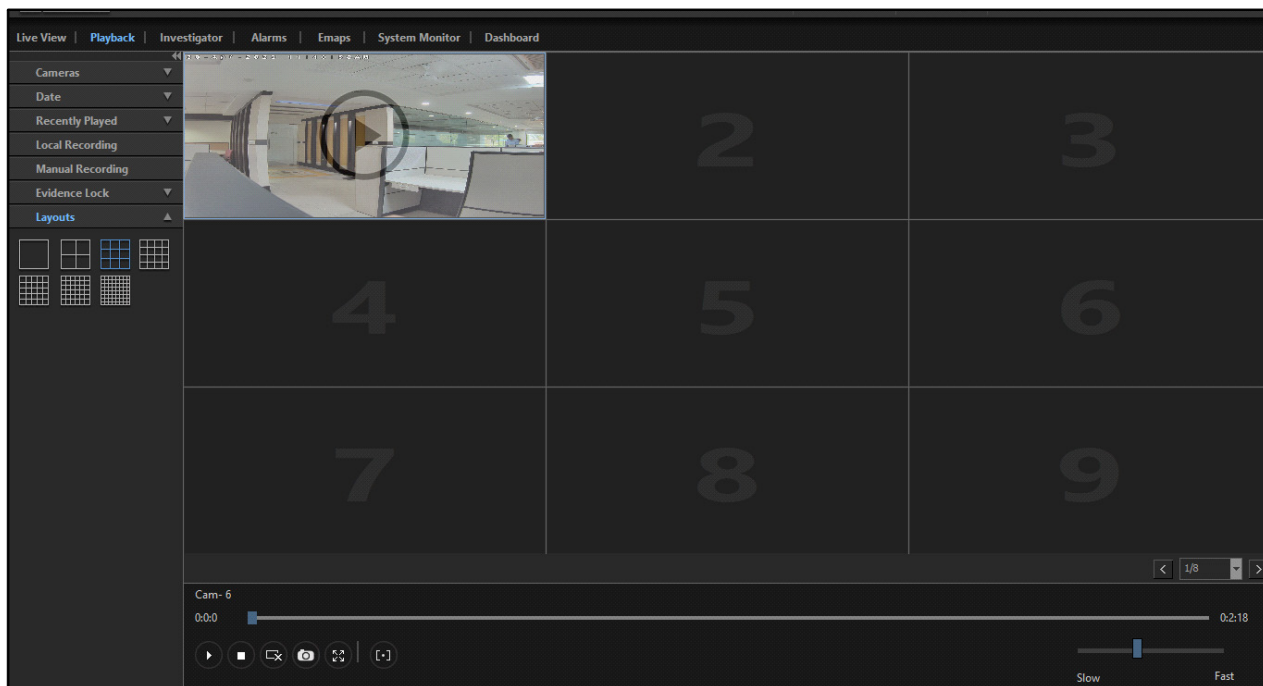 Live View | Playback | Investigator | Alarms | Emaps | System Monitor | Dashboard
Cameras
Date
Recently Played
Local Recording
Manual Recording
Evidence Lock
Layouts
2
3
4
5
6
7
8
9
1/8
Cam- 6
0:0:0
0:2:18
Slow
Fast